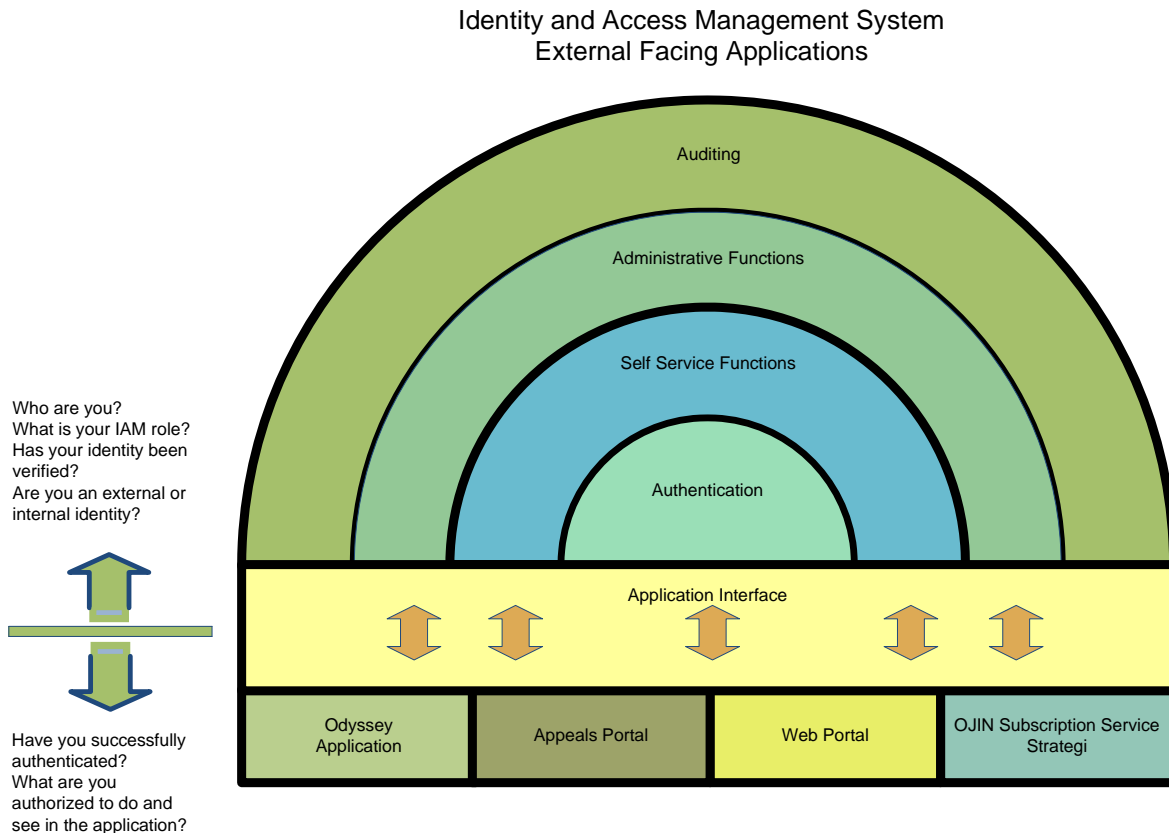 Identity and Access Management System
External Facing Applications
Auditing
Administrative Functions
Self Service Functions
Authentication
Who are you?
What is your IAM role?
Has your identity been
verified?
Are you an external or
internal identity?
Application Interface
Have you successfully
authenticated?
What are you
authorized to do and
see in the application?
Odyssey
Application
Appeals Portal
Web Portal
OJIN Subscription Service
Strategi